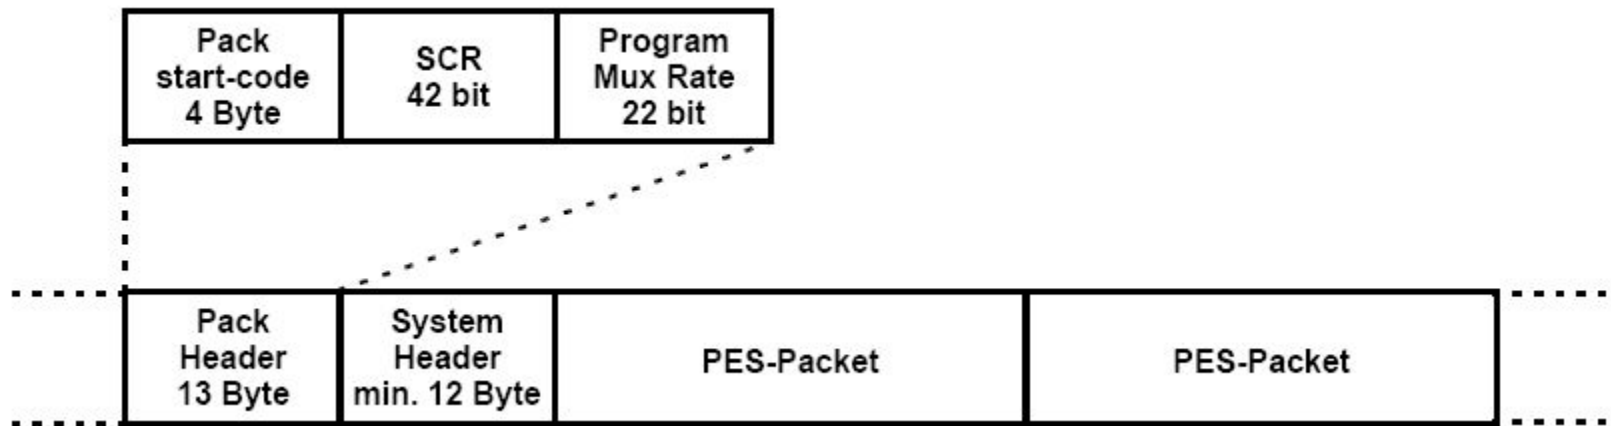 Pack
start-code
4 Byte
SCR
42 bit
Program
Mux Rate
22 bit
Pack
Header
13 Byte
System
Header
min. 12 Byte
PES-Packet
PES-Packet